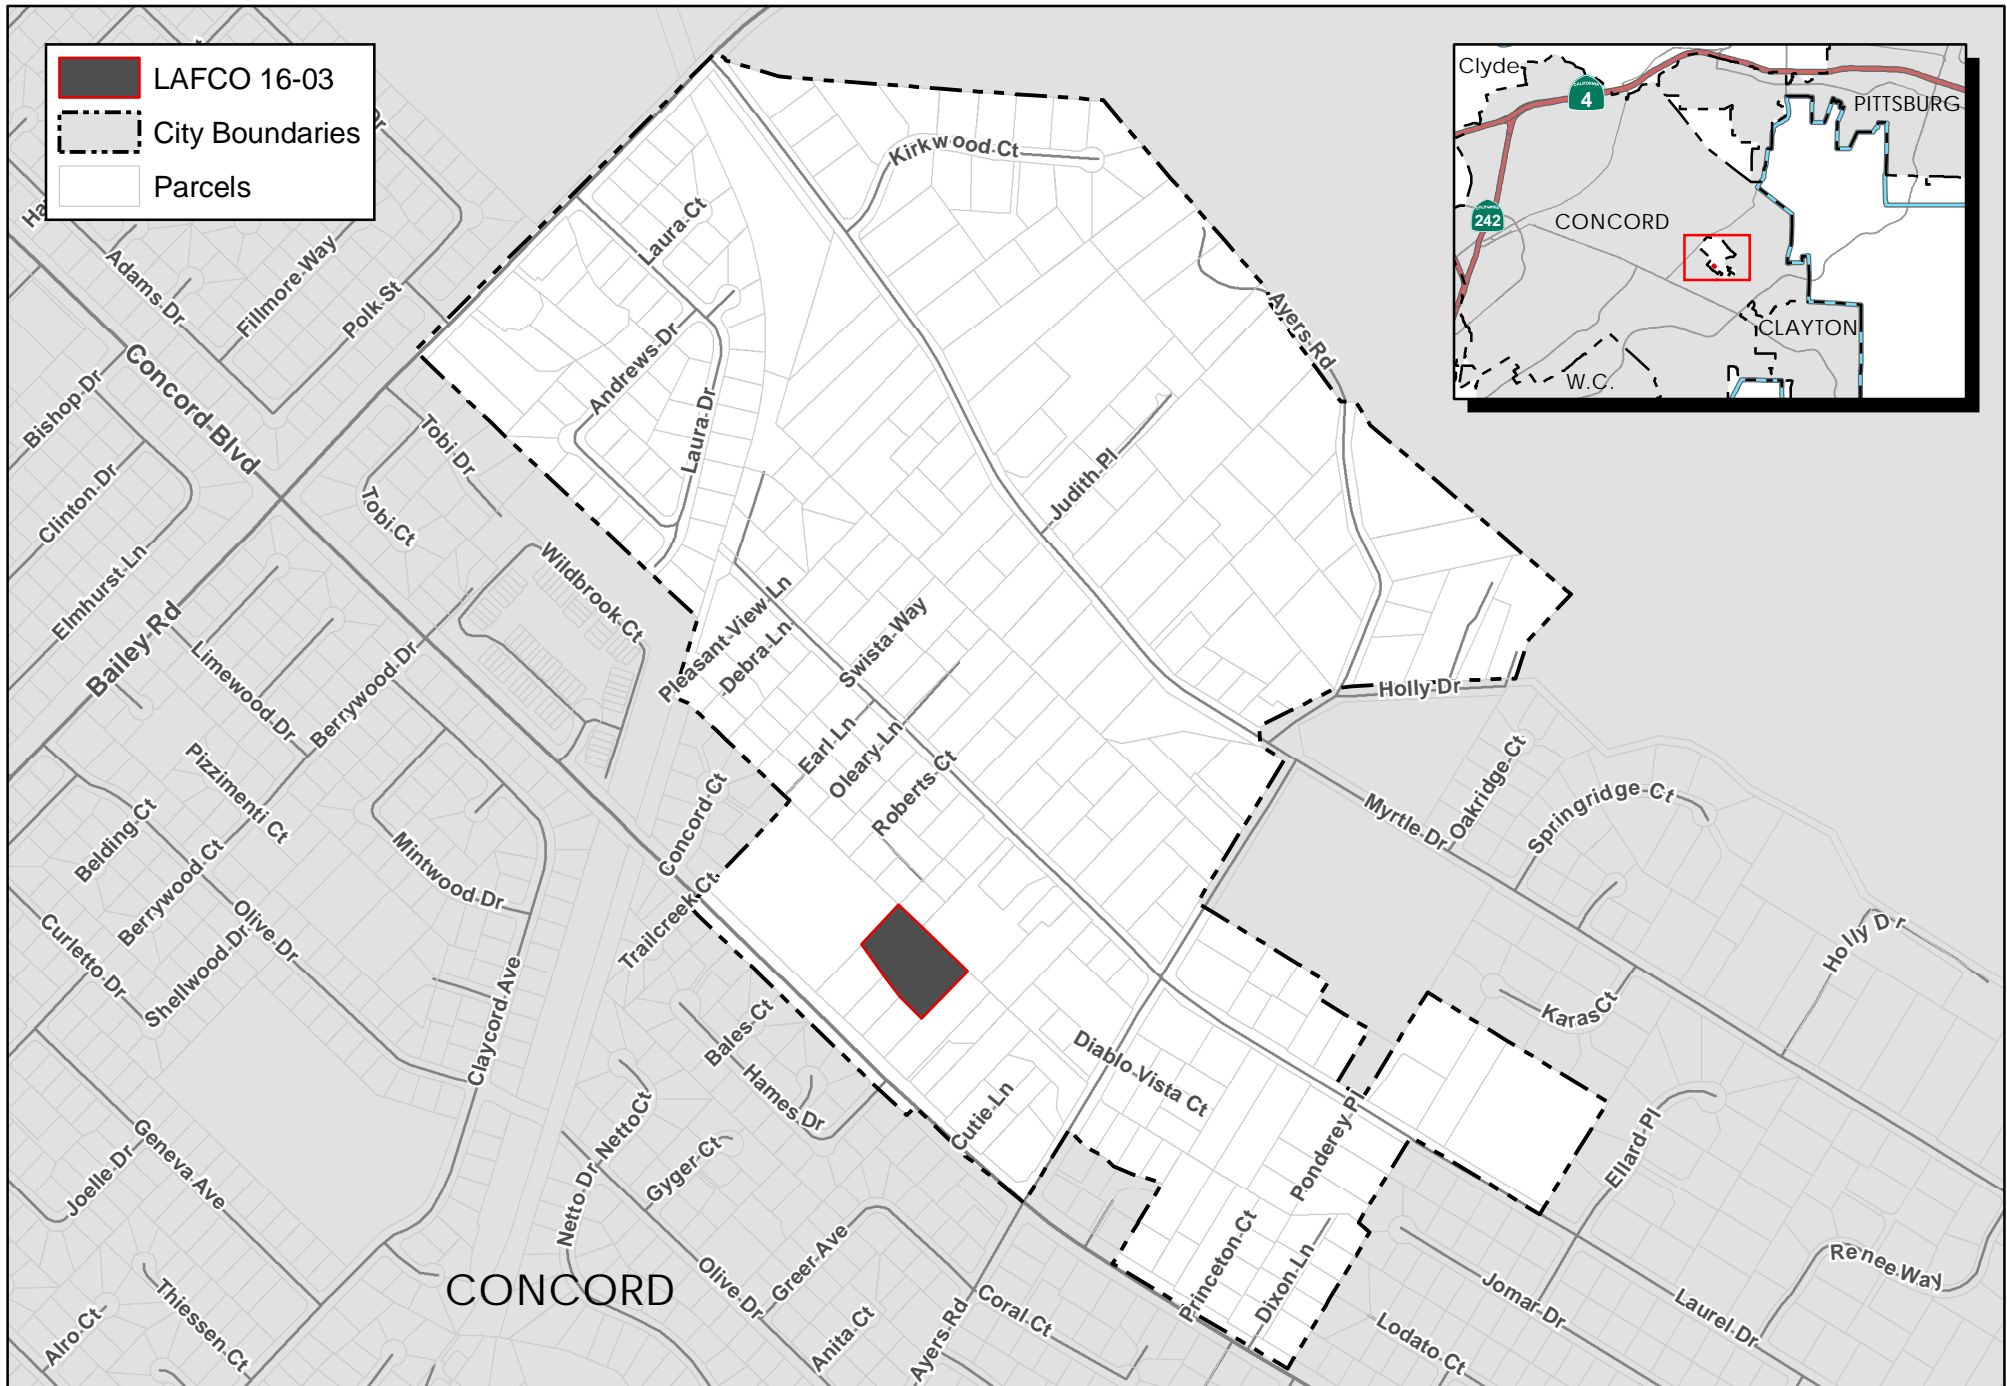 LAFCO 16-03
City Boundaries
Parcels
Clyde
CALIFORNIA
4
PITTSBURG
CALIFORNIA
242
CONCORD
CLAYTON
W.C.
Kirkwood Ct
Laura Ct
Adams Dr
Fillmore Way
Polk St
Andrews Dr
Laura Dr
Ayers Rd
Concord Blvd
Bishop Dr
Tobi Dr
Clinton Dr
Tobi Ct
Judith Pl
Elmhurst Ln
Wildbrook Ct
Bailey Rd
Limewood Dr
Berrywood Dr
Pleasant View Ln
Debra Ln
Swista Way
Holly Dr
Pizzimenti Ct
Earl Ln
Oleary Ln
Roberts Ct
Concord Ct
Myrtle Dr
Oakridge Ct
Springridge Ct
Belding Ct
Berrywood Ct
Mintwood Dr
Trailcreek Ct
Curletto Dr
Shellwood Dr
Olive Dr
Claycord Ave
Holly Dr
Karas Ct
Bales Ct
Hames Dr
Diablo Vista Ct
Cutie Ln
Ponderey Pl
Ellard Pl
Joelle Dr
Geneva Ave
Netto Dr
Netto Ct
Gyger Ct
Greer Ave
Olive Dr
CONCORD
Princeton Ct
Dixon Ln
Renee Way
Jomar Dr
Laurel Dr
Lodato Ct
Alro Ct
Thiessen Ct
Anita Ct
Ayers Rd
Coral Ct